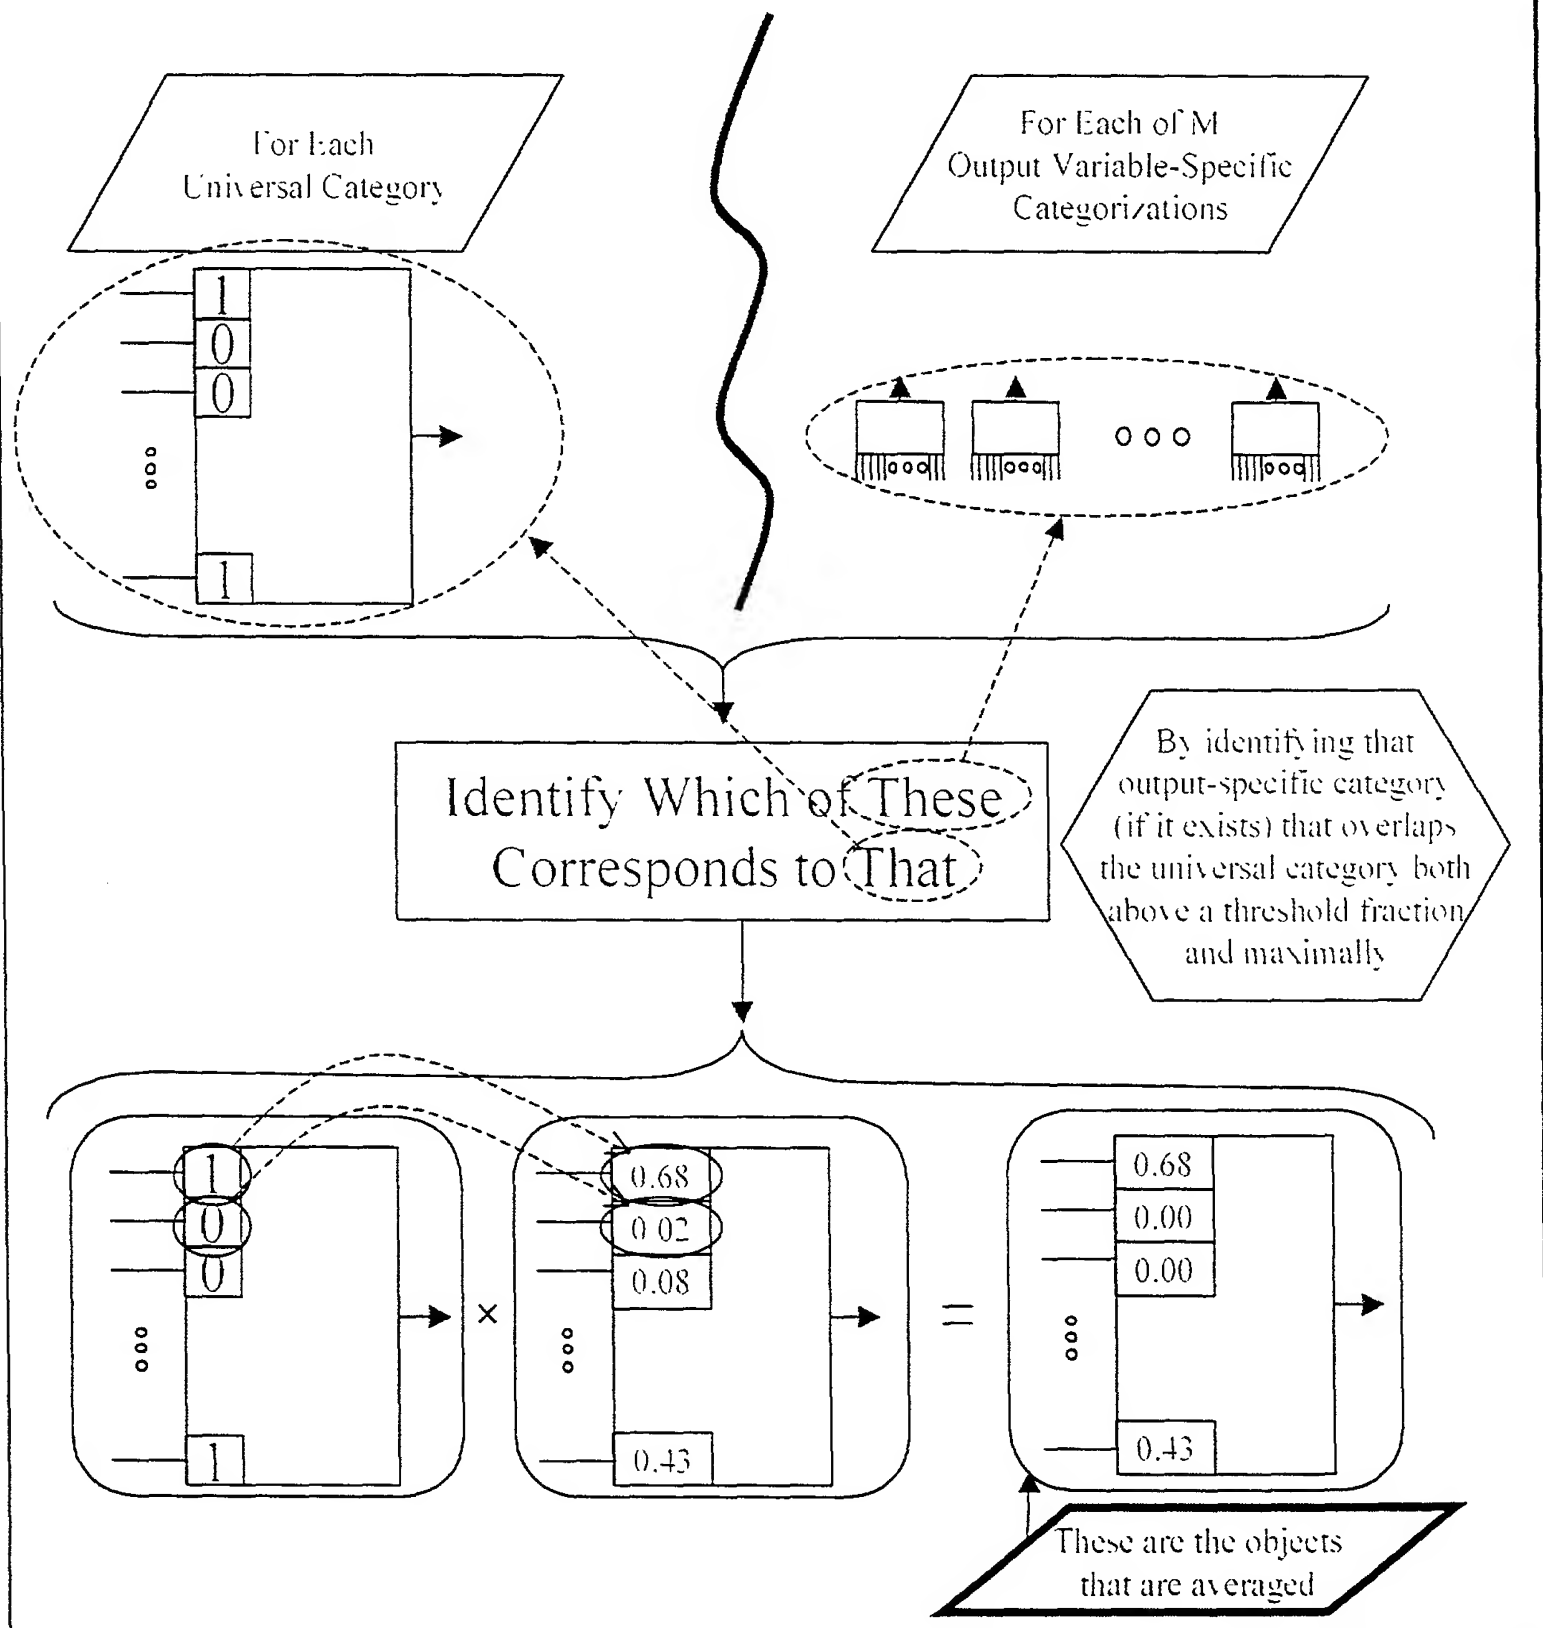 For Each
Universal Category
For Each of M
Output Variable-Specific
Categorizations
1
0
0
1
Identify Which of These
Corresponds to That
By identifying that
output-specific category
(if it exists) that overlaps
the universal category both
above a threshold fraction
and maximally
1
0
0
1
×
0.68
0.02
0.08
0.43
=
0.68
0.00
0.00
0.43
These are the objects
that are averaged